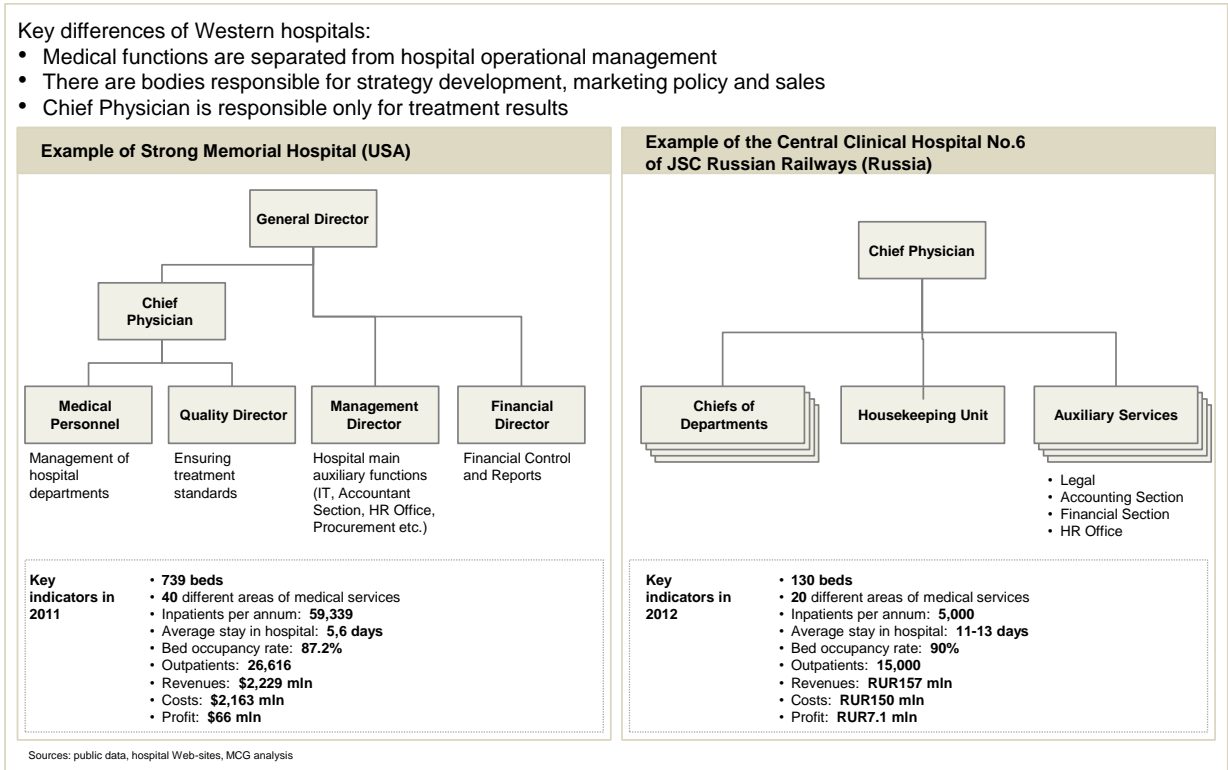 Key differences of Western hospitals:
• Medical functions are separated from hospital operational management
• There are bodies responsible for strategy development, marketing policy and sales
• Chief Physician is responsible only for treatment results
Example of Strong Memorial Hospital (USA)
General Director
Chief
Physician
Medical
Personnel
Quality Director
Management
Director
Financial
Director
Management of
hospital
departments
Ensuring
treatment
standards
Hospital main
auxiliary functions
(IT, Accountant
Section, HR Office,
Procurement etc.)
Financial Control
and Reports
Key
indicators in
2011
• 739 beds
• 40 different areas of medical services
• Inpatients per annum: 59,339
• Average stay in hospital: 5,6 days
• Bed occupancy rate: 87.2%
• Outpatients: 26,616
• Revenues: $2,229 mln
• Costs: $2,163 mln
• Profit: $66 mln
Example of the Central Clinical Hospital No.6
of JSC Russian Railways (Russia)
Chief Physician
Chiefs of
Departments
Housekeeping Unit
Auxiliary Services
• Legal
• Accounting Section
• Financial Section
• HR Office
Key
indicators in
2012
• 130 beds
• 20 different areas of medical services
• Inpatients per annum: 5,000
• Average stay in hospital: 11-13 days
• Bed occupancy rate: 90%
• Outpatients: 15,000
• Revenues: RUR157 mln
• Costs: RUR150 mln
• Profit: RUR7.1 mln
Sources: public data, hospital Web-sites, MCG analysis